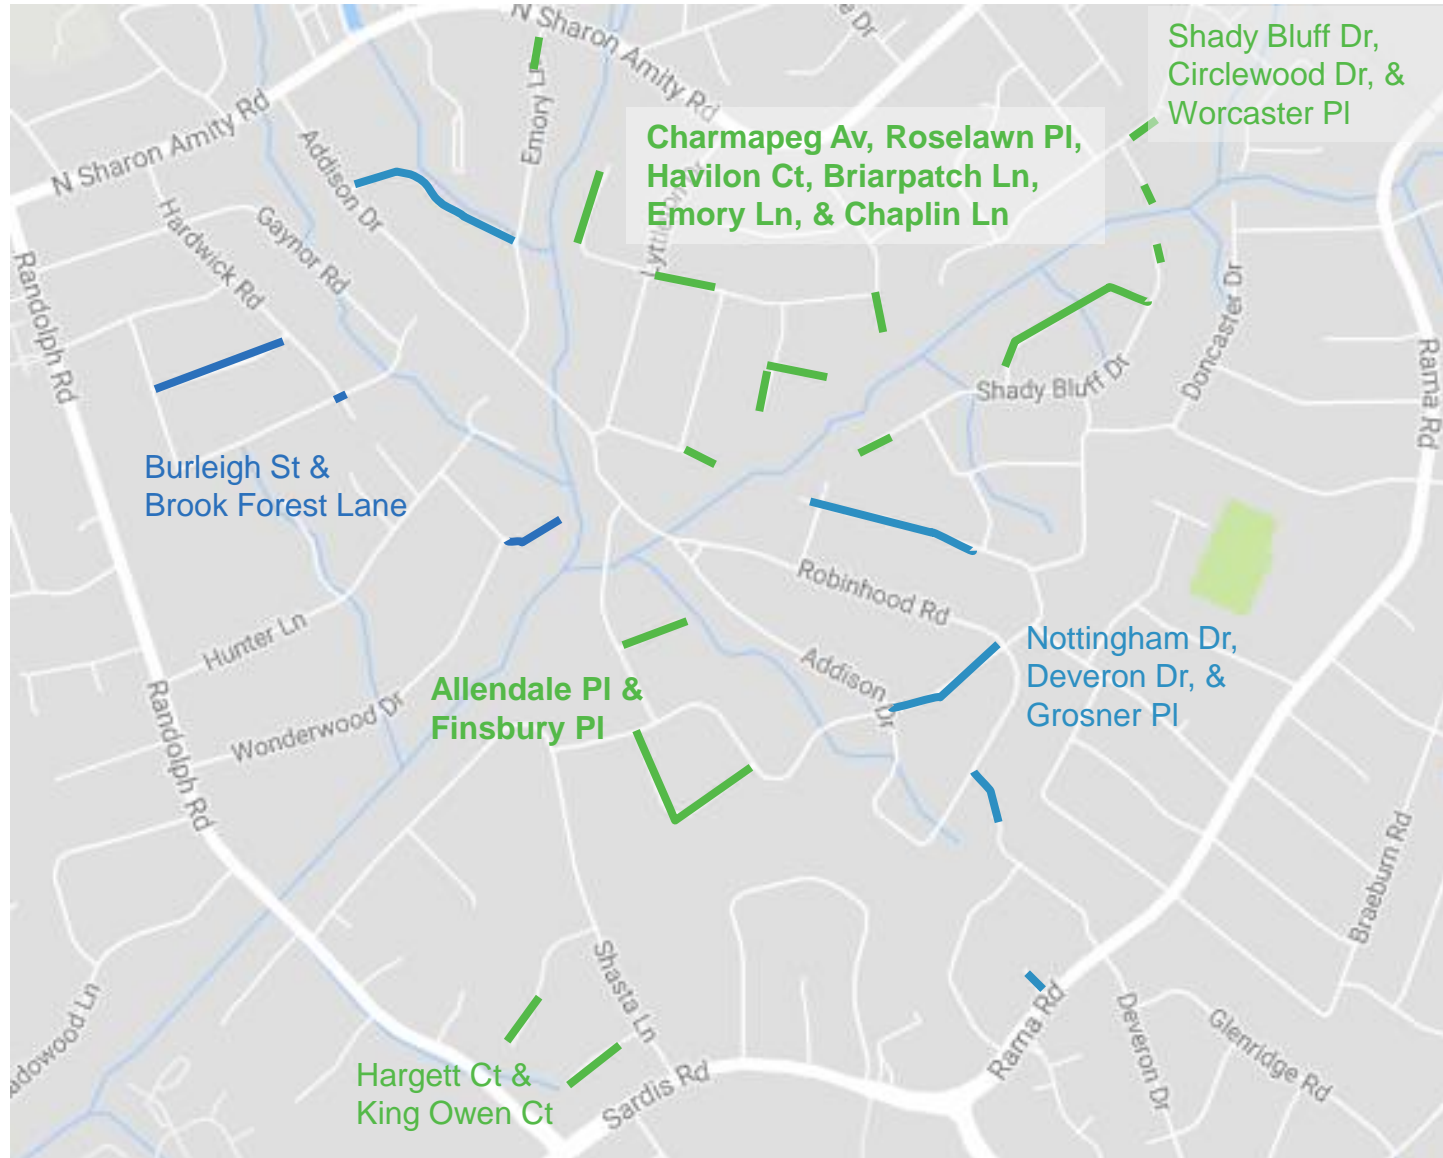 N Sharon Amity Rd
e Dr
Shady Bluff Dr,
Circlewood Dr, &
Worcaster Pl
N Sharon Amity Rd
Addison Dr
Emory Ln
Charmapeg Av, Roselawn Pl,
Havilon Ct, Briarpatch Ln,
Emory Ln, & Chaplin Ln
Hardwick Rd
Gaynor Rd
Randolph Rd
Doncaster Dr
Rama Rd
Shady Bluff Dr
Burleigh St &
Brook Forest Lane
Robinhood Rd
Hunter Ln
Nottingham Dr,
Deveron Dr, &
Grosner Pl
Addison Dr
Allendale Pl &
Finsbury Pl
Wonderwood Dr
Randolph Rd
Braeburn Rd
Shasta Ln
adowood Ln
Rama Rd
Deveron Dr
Glenridge Rd
Hargett Ct &
King Owen Ct
Sardis Rd